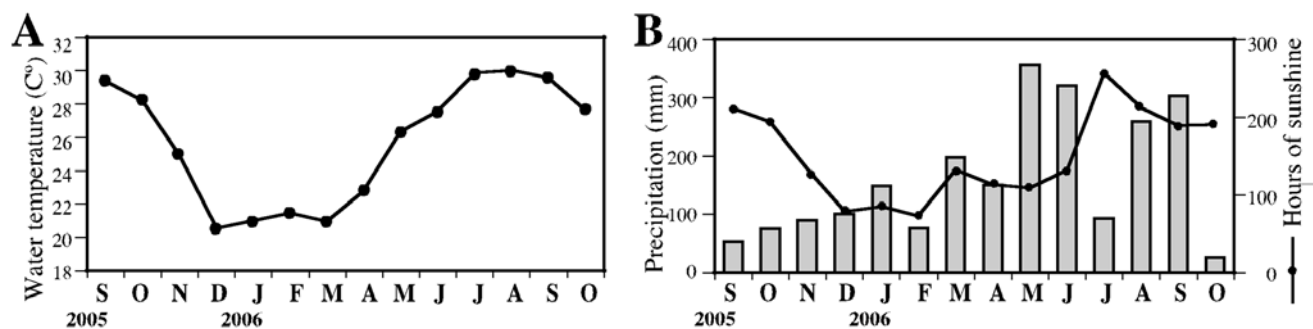 A
Water temperature (Cº)
32
30
28
26
24
22
20
18
S O N D J F M A M J J A S O
2005 2006
B
Precipitation (mm)
400
300
200
100
0
300
200
100
0
Hours of sunshine
S O N D J F M A M J J A S O
2005 2006